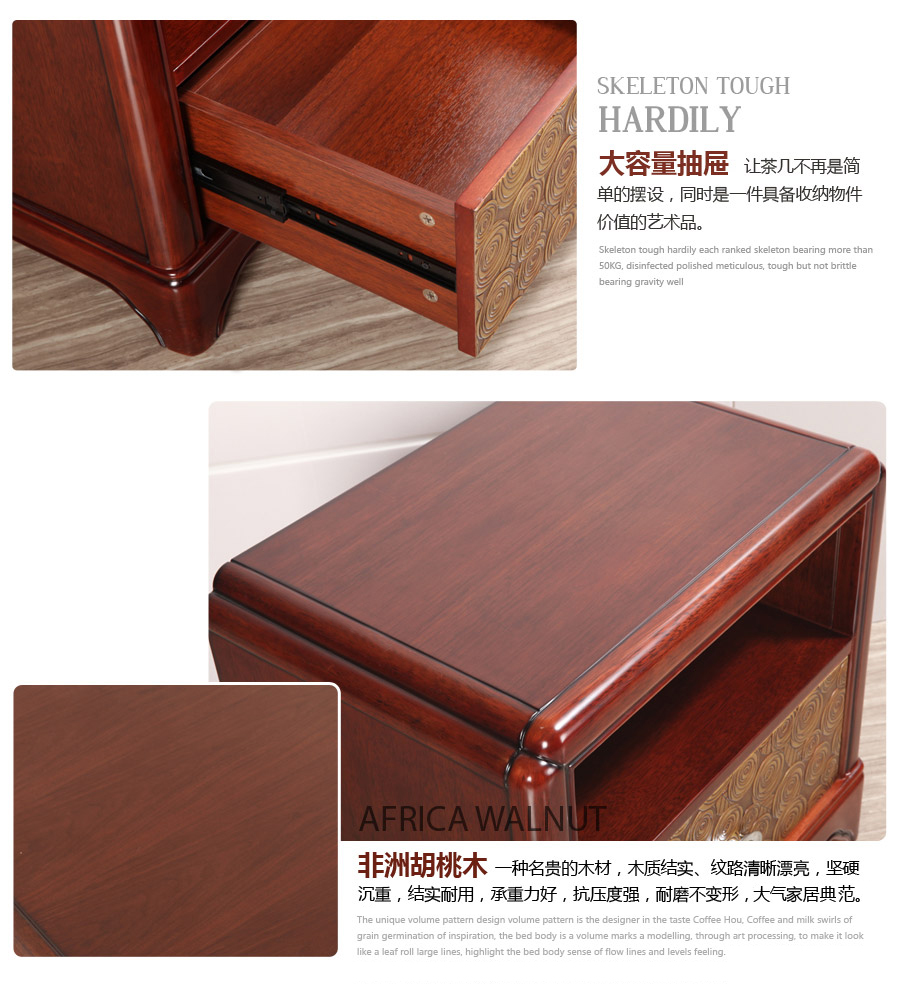 SKELETON TOUGH
HARDILY
大容量抽屉 让茶几不再是简
单的摆设，同时是一件具备收纳物件
价值的艺术品。
Skeleton tough hardily each ranked skeleton bearing more than
50KG, disinfected polished meticulous, tough but not brittle
bearing gravity well
AFRICA WALNUT
非洲胡桃木 一种名贵的木材，木质结实、纹路清晰漂亮，坚硬
沉重，结实耐用，承重力好，抗压度强，耐磨不变形，大气家居典范。
The unique volume pattern design volume pattern is the designer in the taste Coffee Hou, Coffee and milk swirls of
grain germination of inspiration, the bed body is a volume marks a modelling, through art processing, to make it look
like a leaf roll large lines, highlight the bed body sense of flow lines and levels feeling.